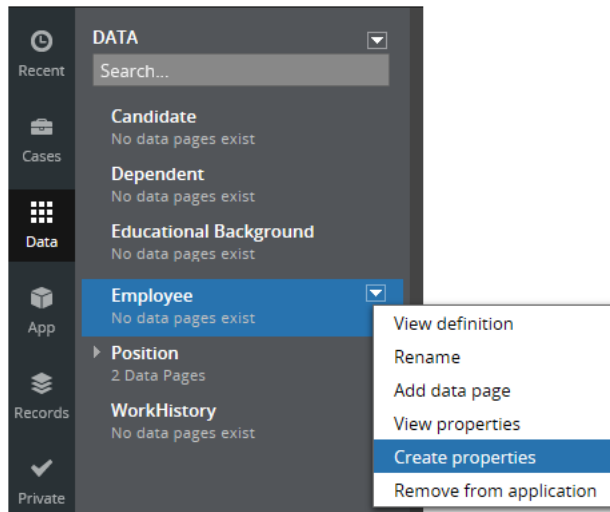 Recent
Cases
Data
App
Records
Private
DATA
Search...
Candidate
No data pages exist
Dependent
No data pages exist
Educational Background
No data pages exist
Employee
No data pages exist
Position
2 Data Pages
WorkHistory
No data pages exist
View definition
Rename
Add data page
View properties
Create properties
Remove from application